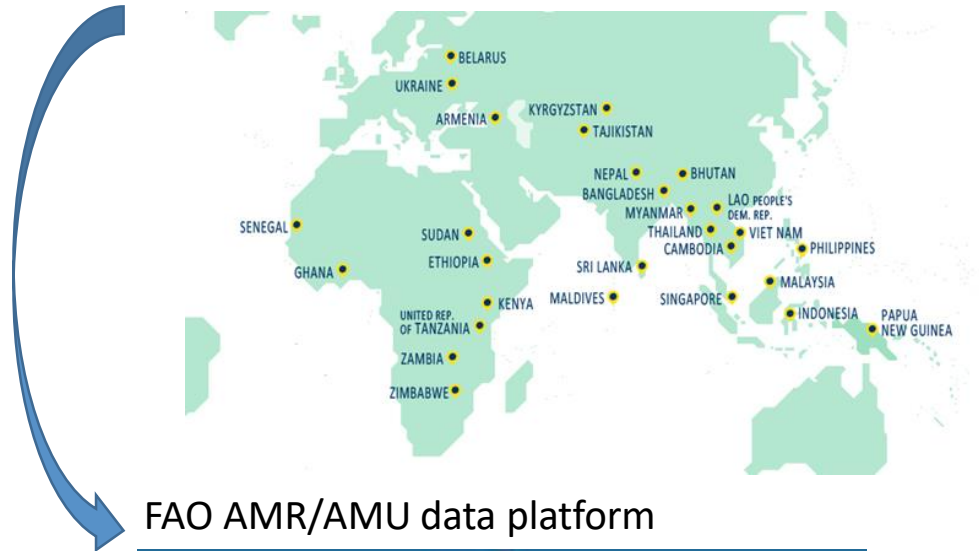 BELARUS
UKRAINE
ARMENIA
KYRGYZSTAN
TAJIKISTAN
NEPAL
BHUTAN
BANGLADESH
MYANMAR
LAO PEOPLE'S
DEM. REP.
THAILAND
VIET NAM
CAMBODIA
PHILIPPINES
SENEGAL
SUDAN
ETHIOPIA
GHANA
SRI LANKA
MALAYSIA
KENYA
MALDIVES
SINGAPORE
INDONESIA
PAPUA
NEW GUINEA
UNITED REP.
OF TANZANIA
ZAMBIA
ZIMBABWE
FAO AMR/AMU data platform